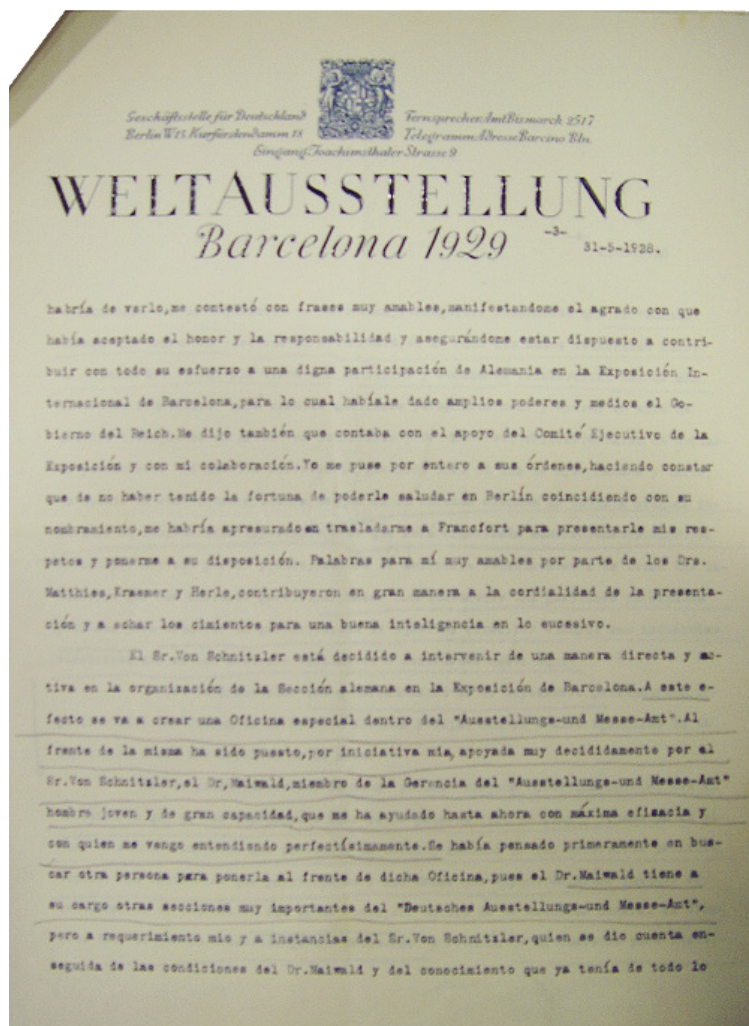 Geschäftsstelle für Deutschland
Berlin W 15. Kurfürstendamm 18
Fernsprecher: Amt Bismarck 2517
Telegramm Adresse Barcino Bln.
Eingang Joachimsthaler Strasse 9
WELTAUSSTELLUNG
Barcelona 1929
-3-
31-5-1928.
habría de verlo,me contestó con frases muy amables,manifestandome el agrado con que
había aceptado el honor y la responsabilidad y asegurándome estar dispuesto a contri-
buir con todo su esfuerzo a una digna participación de Alemania en la Exposición In-
ternacional de Barcelona,para lo cual habíale dado amplios poderes y medios el Go-
bierno del Reich.Me dijo también que contaba con el apoyo del Comité Ejecutivo de la
Exposición y con mi colaboración.Yo me puse por entero a sus órdenes,haciendo constar
que de no haber tenido la fortuna de poderle saludar en Berlín coincidiendo con su
nombramiento,me habría apresurado en trasladarme a Francfort para presentarle mis res-
petos y ponerme a su disposición. Palabras para mí muy amables por parte de los Drs.
Matthies,Kraemer y Herle,contribuyeron en gran manera a la cordialidad de la presenta-
ción y a echar los cimientos para una buena inteligencia en lo sucesivo.
El Sr.Von Schnitzler está decidido a intervenir de una manera directa y ac-
tiva en la organización de la Sección alemana en la Exposición de Barcelona.A este e-
fecto se va a crear una Oficina especial dentro del "Ausstellungs-und Messe-Amt".Al
frente de la misma ha sido puesto,por iniciativa mia,apoyada muy decididamente por el
Sr.Von Schnitzler,el Dr,Maiwald,miembro de la Gerencia del "Ausstellungs-und Messe-Amt"
hombre joven y de gran capacidad,que me ha ayudado hasta ahora con máxima eficacia y
con quien me vengo entendiendo perfectísimamente.Se había pensado primeramente en bus-
car otra persona para ponerla al frente de dicha Oficina,pues el Dr.Maiwald tiene a
su cargo otras secciones muy importantes del "Deutsches Ausstellungs-und Messe-Amt",
pero a requerimiento mio y a instancias del Sr.Von Schnitzler,quien se dio cuenta en-
seguida de las condiciones del Dr.Maiwald y del conocimiento que ya tenía de todo lo